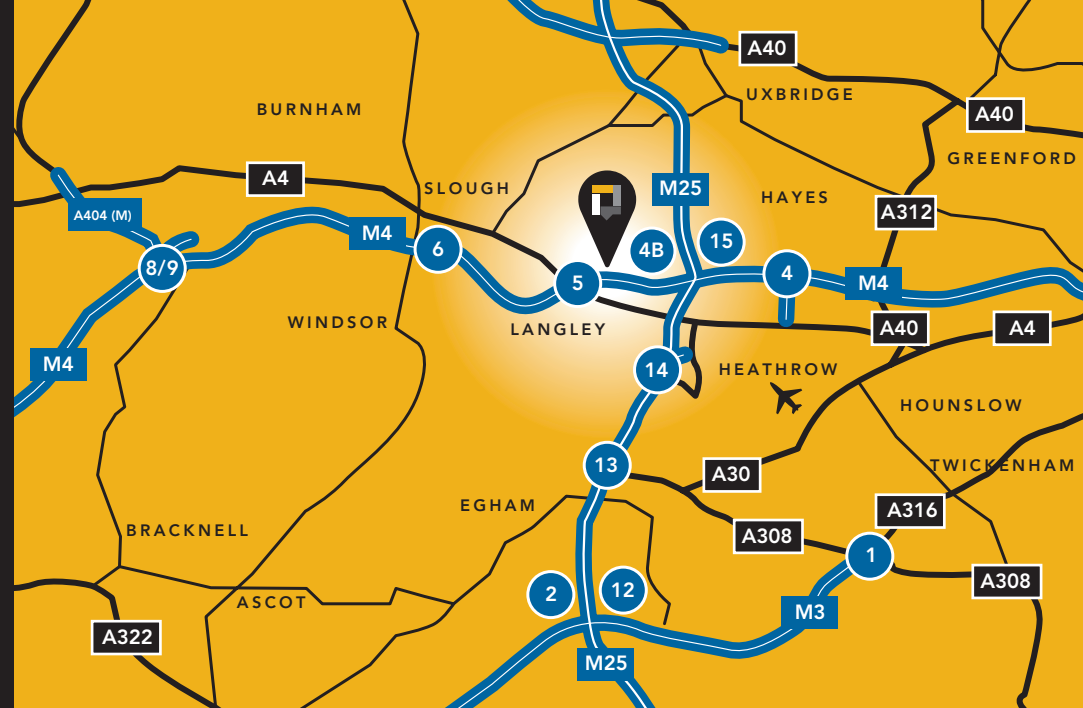 A40
UXBRIDGE
BURNHAM
A40
GREENFORD
A4
SLOUGH
M25
HAYES
A312
A404 (M)
M4
6
4B
15
8/9
5
4
M4
WINDSOR
LANGLEY
A40
A4
M4
14
HEATHROW
HOUNSLOW
13
A30
TWICKENHAM
EGHAM
A316
BRACKNELL
A308
1
2
12
A308
ASCOT
M3
A322
M25